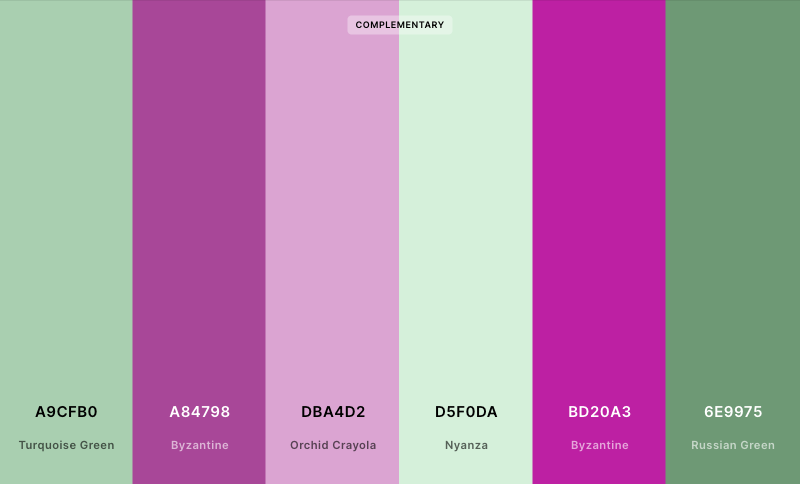 COMPLEMENTARY
A9CFB0
A84798
DBA4D2
D5F0DA
BD20A3
6E9975
Turquoise Green
Byzantine
Orchid Crayola
Nyanza
Byzantine
Russian Green